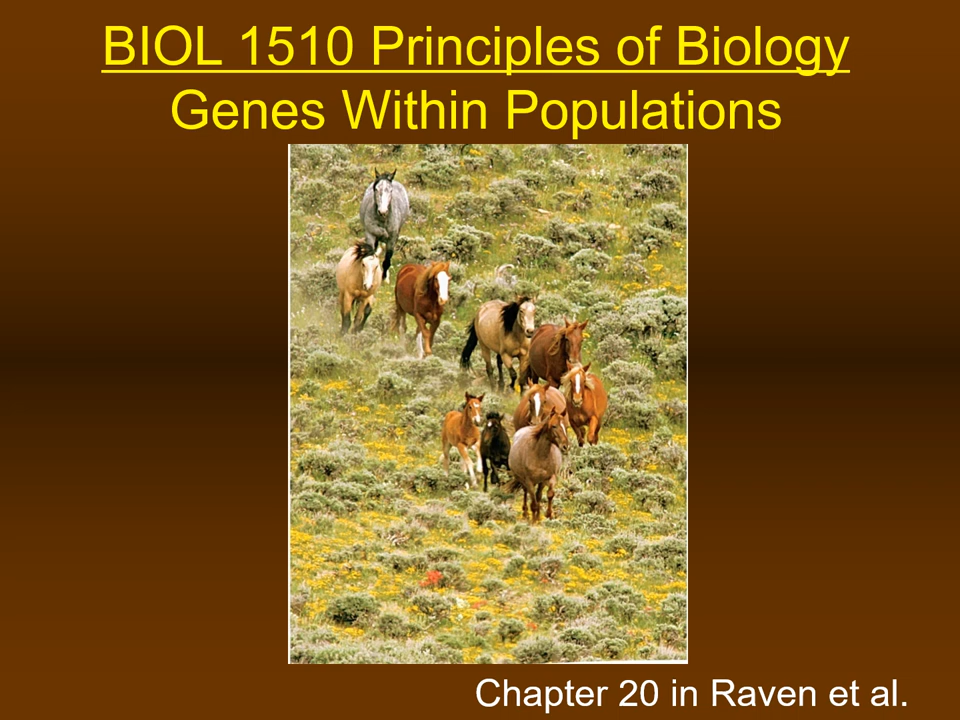 BIOL 1510 Principles of Biology
Genes Within Populations
Chapter 20 in Raven et al.